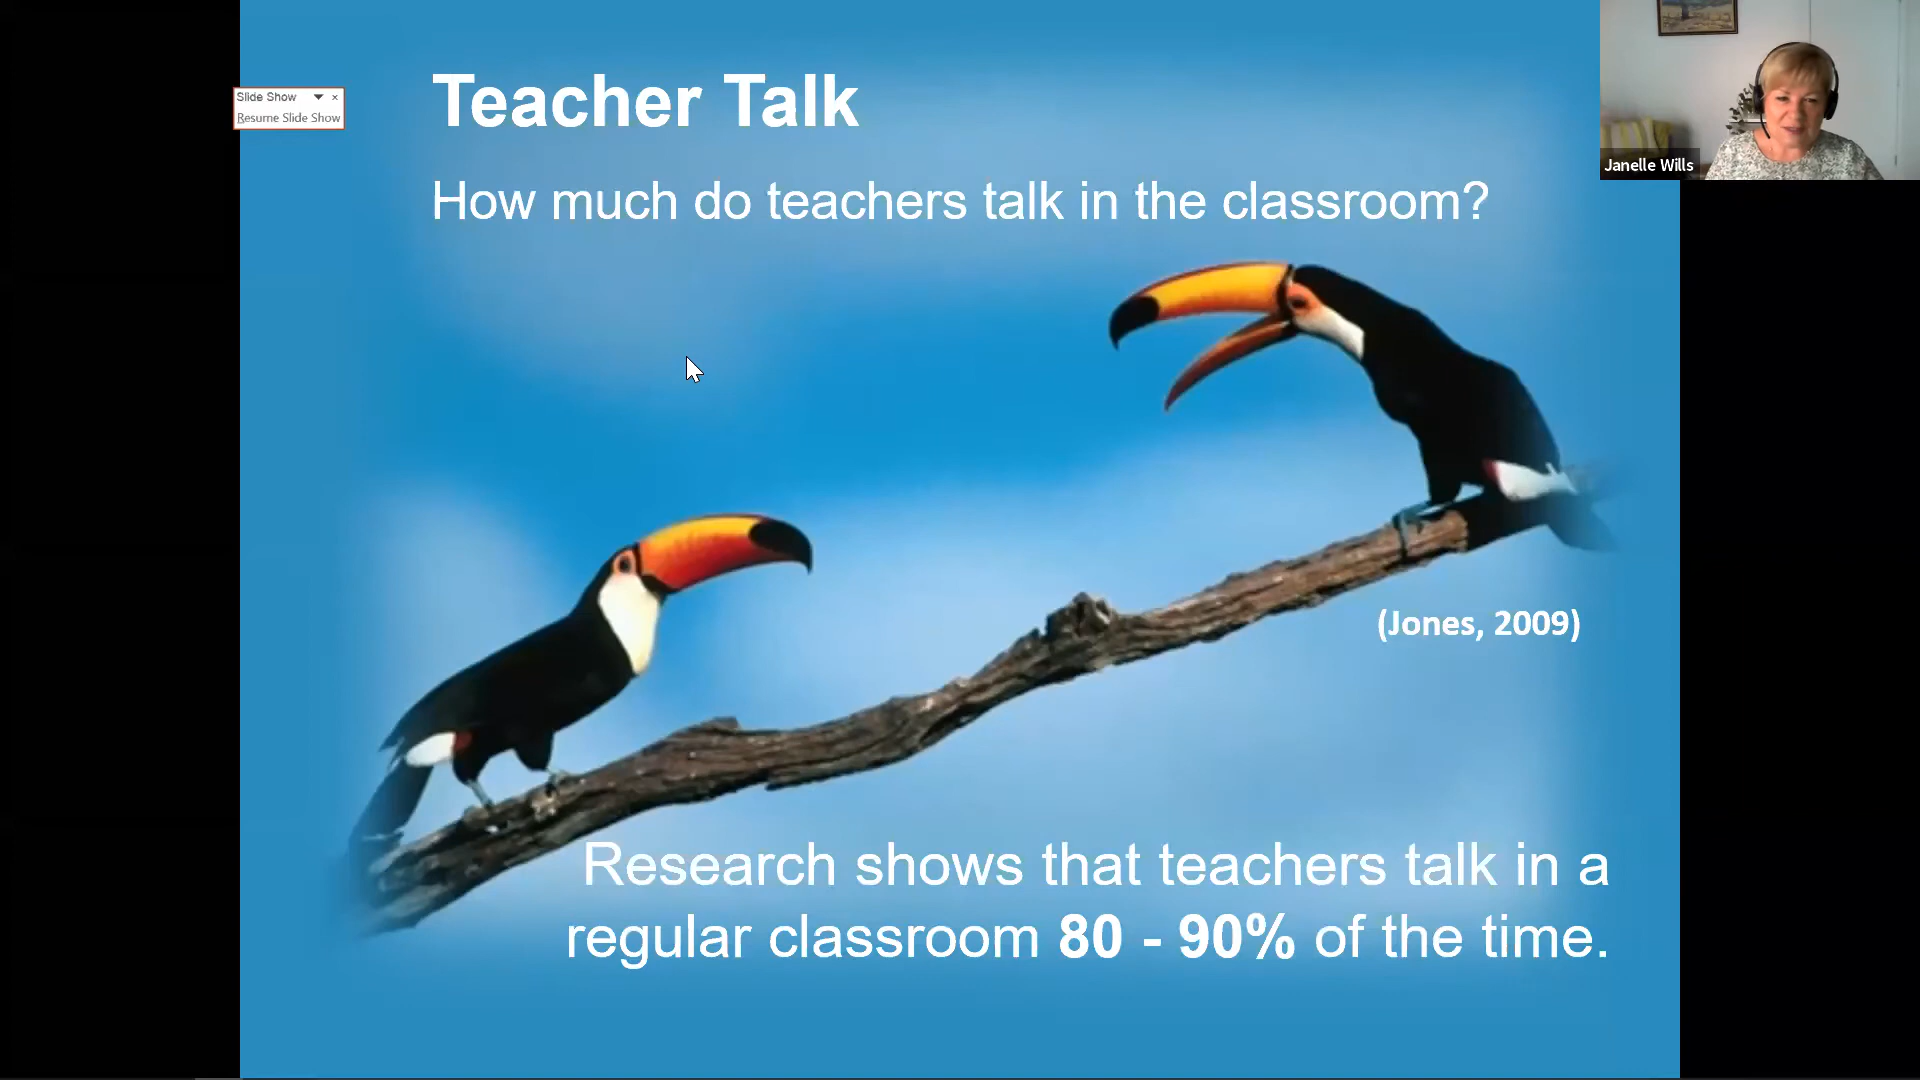 Teacher Talk
Slide Show
Resume Slide Show
How much do teachers talk in the classroom?
Janelle Wills
(Jones, 2009)
Research shows that teachers talk in a
regular classroom 80 - 90% of the time.